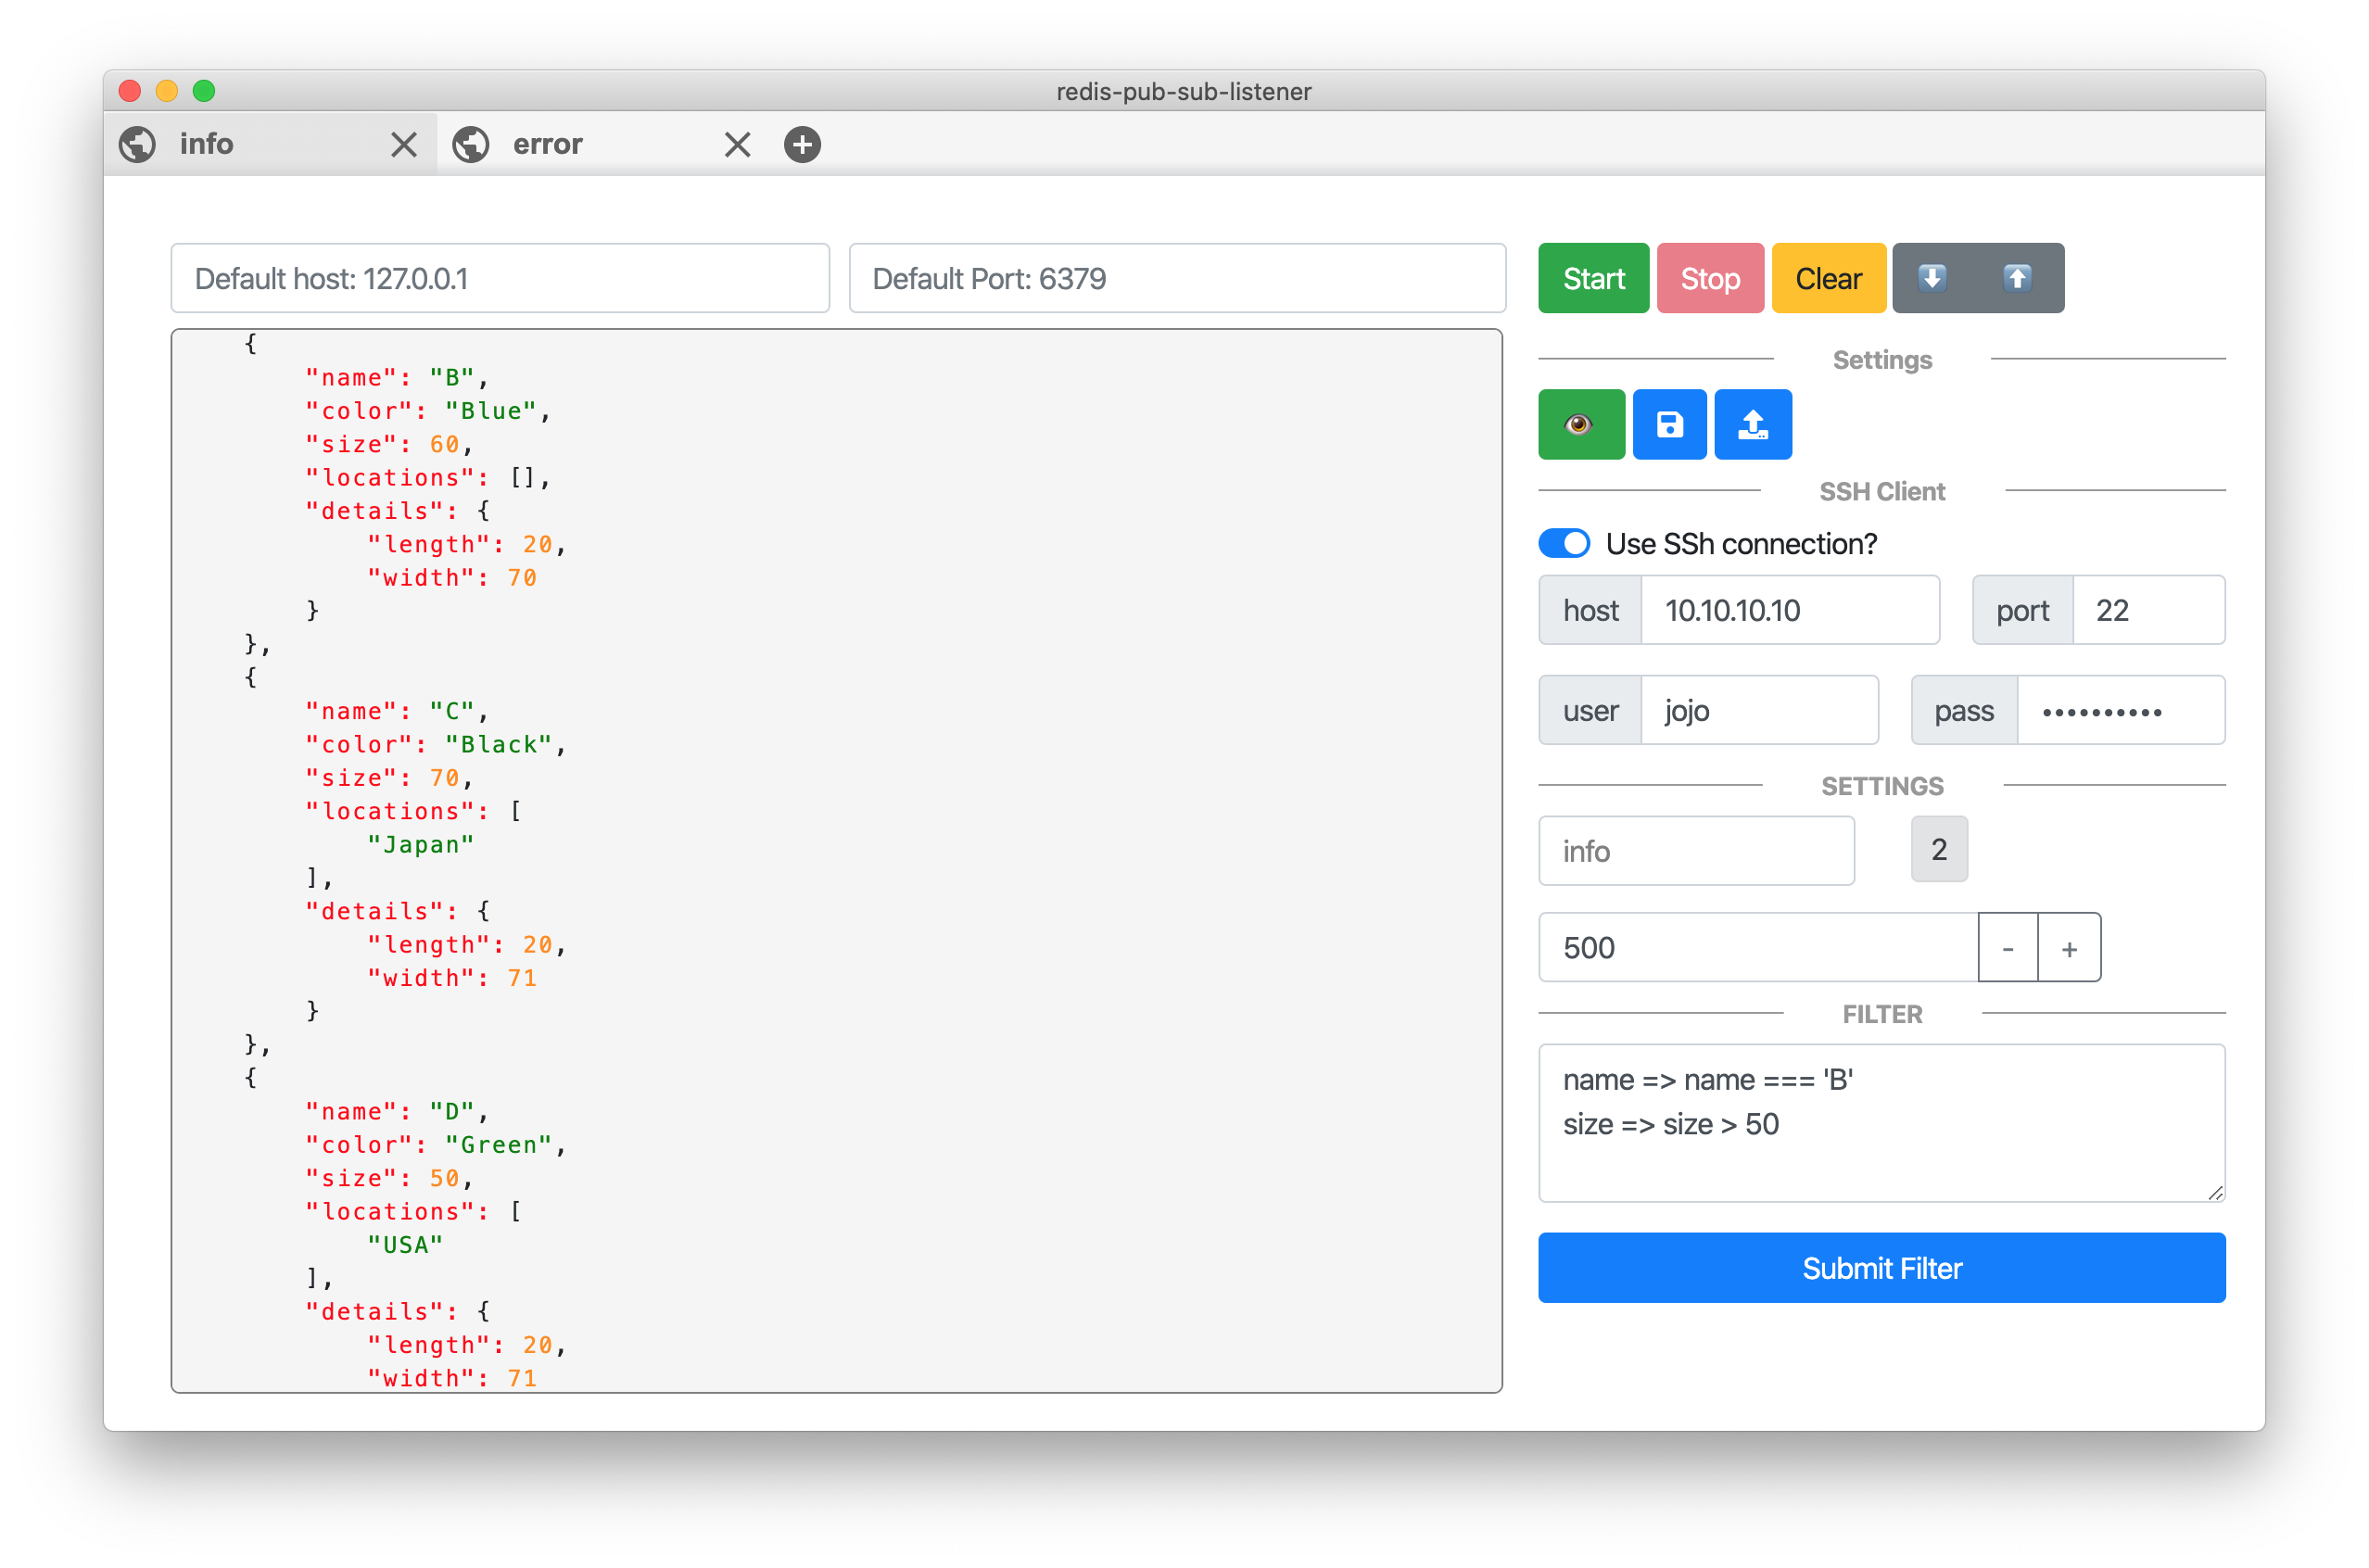 redis-pub-sub-listener
info
error
Default host: 127.0.0.1
Default Port: 6379
Start
Stop
Clear
{
"name": "B",
"color": "Blue",
"size": 60,
"locations": [],
"details": {
"length": 20,
"width": 70
}
},
{
"name": "C",
"color": "Black",
"size": 70,
"locations": [
"Japan"
],
"details": {
"length": 20,
"width": 71
}
},
{
"name": "D",
"color": "Green",
"size": 50,
"locations": [
"USA"
],
"details": {
"length": 20,
"width": 71
Settings
SSH Client
Use SSh connection?
host 10.10.10.10 port 22
user jojo pass ••••••••••
SETTINGS
info 2
500 - +
FILTER
name => name === 'B'
size => size > 50
Submit Filter